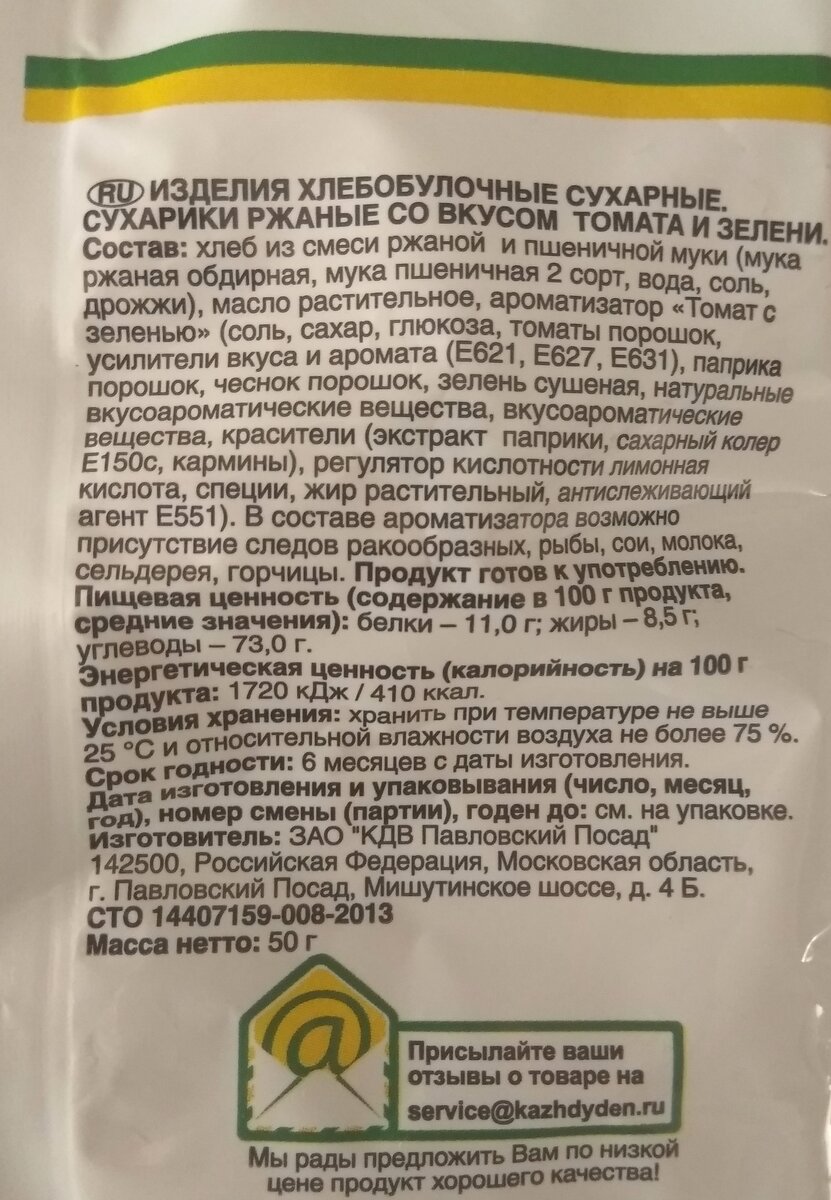 RU ИЗДЕЛИЯ ХЛЕБОБУЛОЧНЫЕ СУХАРНЫЕ.
СУХАРИКИ РЖАНЫЕ СО ВКУСОМ ТОМАТА И ЗЕЛЕНИ.
Состав: хлеб из смеси ржаной и пшеничной муки (мука
ржаная обдирная, мука пшеничная 2 сорт, вода, соль,
дрожжи), масло растительное, ароматизатор «Томат с
зеленью» (соль, сахар, глюкоза, томаты порошок,
усилители вкуса и аромата (Е621, Е627, Е631), паприка
порошок, чеснок порошок, зелень сушеная, натуральные
вкусоароматические вещества, вкусоароматические
вещества, красители (экстракт паприки, сахарный колер
Е150с, кармины), регулятор кислотности лимонная
кислота, специи, жир растительный, антислеживающий
агент Е551). В составе ароматизатора возможно
присутствие следов ракообразных, рыбы, сои, молока,
сельдерея, горчицы. Продукт готов к употреблению.
Пищевая ценность (содержание в 100 г продукта,
средние значения): белки – 11,0 г; жиры – 8,5 г;
углеводы – 73,0 г.
Энергетическая ценность (калорийность) на 100 г
продукта: 1720 кДж / 410 ккал.
Условия хранения: хранить при температуре не выше
25 °С и относительной влажности воздуха не более 75 %.
Срок годности: 6 месяцев с даты изготовления.
Дата изготовления и упаковывания (число, месяц,
год), номер смены (партии), годен до: см. на упаковке.
Изготовитель: ЗАО "КДВ Павловский Посад"
142500, Российская Федерация, Московская область,
г. Павловский Посад, Мишутинское шоссе, д. 4 Б.
СТО 14407159-008-2013
Масса нетто: 50 г
@
Присылайте ваши
отзывы о товаре на
service@kazhdyden.ru
Мы рады предложить Вам по низкой
цене продукт хорошего качества!